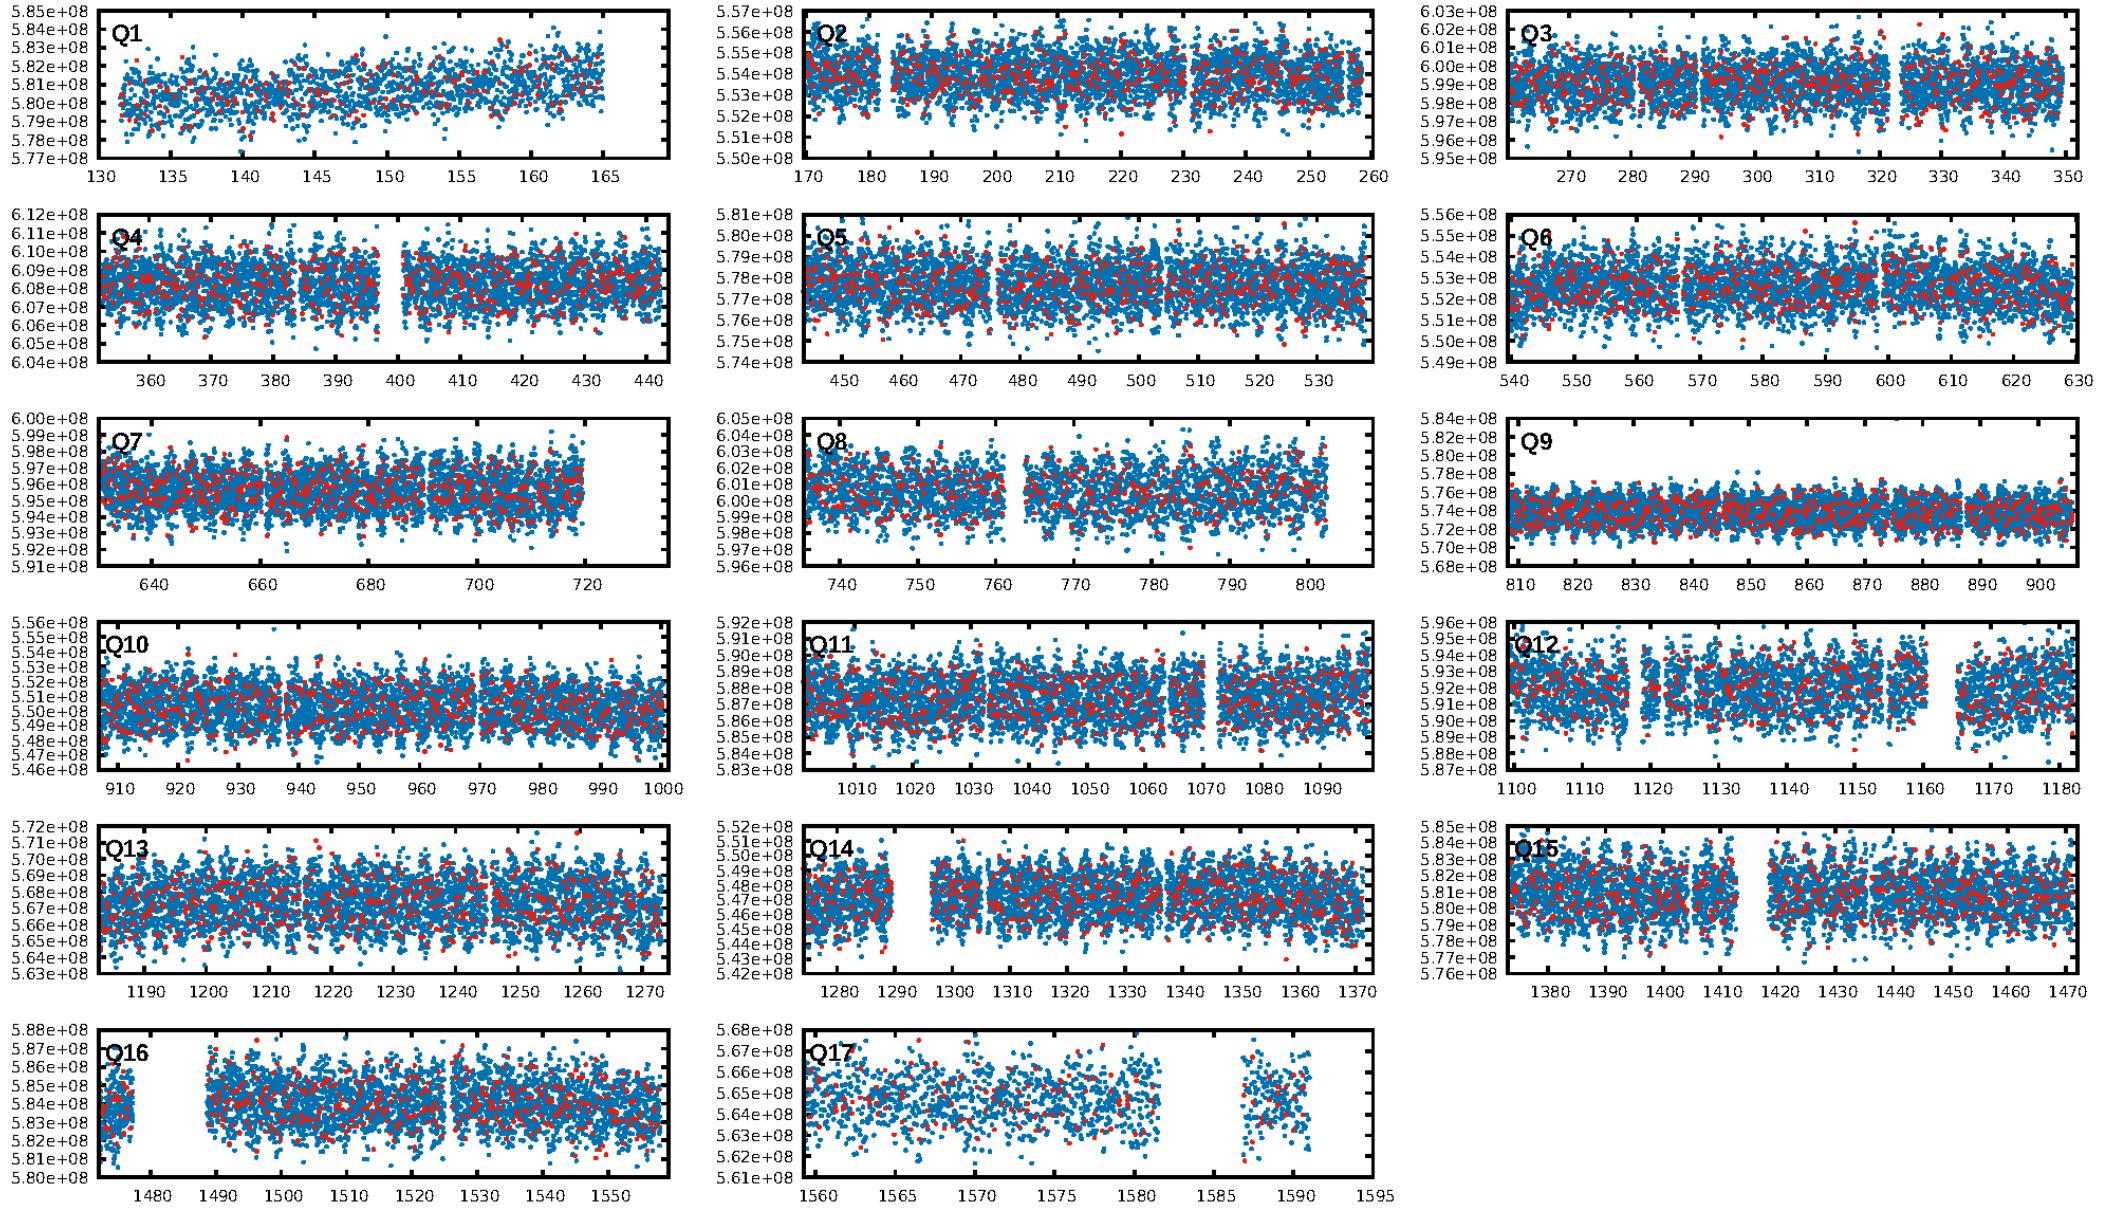 5.85e+08
Q1
5.84e+08
5.83e+08
5.82e+08
5.81e+08
5.80e+08
5.79e+08
5.78e+08
5.77e+08
130 135 140 145 150 155 160 165
5.57e+08
Q2
5.56e+08
5.55e+08
5.54e+08
5.53e+08
5.52e+08
5.51e+08
5.50e+08
170 180 190 200 210 220 230 240 250 260
6.03e+08
Q3
6.02e+08
6.01e+08
6.00e+08
5.99e+08
5.98e+08
5.97e+08
5.96e+08
5.95e+08
270 280 290 300 310 320 330 340 350
6.12e+08
Q4
6.11e+08
6.10e+08
6.09e+08
6.08e+08
6.07e+08
6.06e+08
6.05e+08
6.04e+08
360 370 380 390 400 410 420 430 440
5.81e+08
Q5
5.80e+08
5.79e+08
5.78e+08
5.77e+08
5.76e+08
5.75e+08
5.74e+08
450 460 470 480 490 500 510 520 530
5.56e+08
Q6
5.55e+08
5.54e+08
5.53e+08
5.52e+08
5.51e+08
5.50e+08
5.49e+08
540 550 560 570 580 590 600 610 620 630
6.00e+08
Q7
5.99e+08
5.98e+08
5.97e+08
5.96e+08
5.95e+08
5.94e+08
5.93e+08
5.92e+08
5.91e+08
640 660 680 700 720
6.05e+08
Q8
6.04e+08
6.03e+08
6.02e+08
6.01e+08
6.00e+08
5.99e+08
5.98e+08
5.97e+08
5.96e+08
740 750 760 770 780 790 800
5.84e+08
Q9
5.82e+08
5.80e+08
5.78e+08
5.76e+08
5.74e+08
5.72e+08
5.70e+08
5.68e+08
810 820 830 840 850 860 870 880 890 900
5.56e+08
Q10
5.55e+08
5.54e+08
5.53e+08
5.52e+08
5.51e+08
5.50e+08
5.49e+08
5.48e+08
5.47e+08
5.46e+08
910 920 930 940 950 960 970 980 990 1000
5.92e+08
Q11
5.91e+08
5.90e+08
5.89e+08
5.88e+08
5.87e+08
5.86e+08
5.85e+08
5.84e+08
5.83e+08
1010 1020 1030 1040 1050 1060 1070 1080 1090
5.96e+08
Q12
5.95e+08
5.94e+08
5.93e+08
5.92e+08
5.91e+08
5.90e+08
5.89e+08
5.88e+08
5.87e+08
1100 1110 1120 1130 1140 1150 1160 1170 1180
5.72e+08
Q13
5.71e+08
5.70e+08
5.69e+08
5.68e+08
5.67e+08
5.66e+08
5.65e+08
5.64e+08
5.63e+08
1190 1200 1210 1220 1230 1240 1250 1260 1270
5.52e+08
Q14
5.51e+08
5.50e+08
5.49e+08
5.48e+08
5.47e+08
5.46e+08
5.45e+08
5.44e+08
5.43e+08
5.42e+08
1280 1290 1300 1310 1320 1330 1340 1350 1360 1370
5.85e+08
Q15
5.84e+08
5.83e+08
5.82e+08
5.81e+08
5.80e+08
5.79e+08
5.78e+08
5.77e+08
5.76e+08
1380 1390 1400 1410 1420 1430 1440 1450 1460 1470
5.88e+08
Q16
5.87e+08
5.86e+08
5.85e+08
5.84e+08
5.83e+08
5.82e+08
5.81e+08
5.80e+08
1480 1490 1500 1510 1520 1530 1540 1550
5.68e+08
Q17
5.67e+08
5.66e+08
5.65e+08
5.64e+08
5.63e+08
5.62e+08
5.61e+08
1560 1565 1570 1575 1580 1585 1590 1595